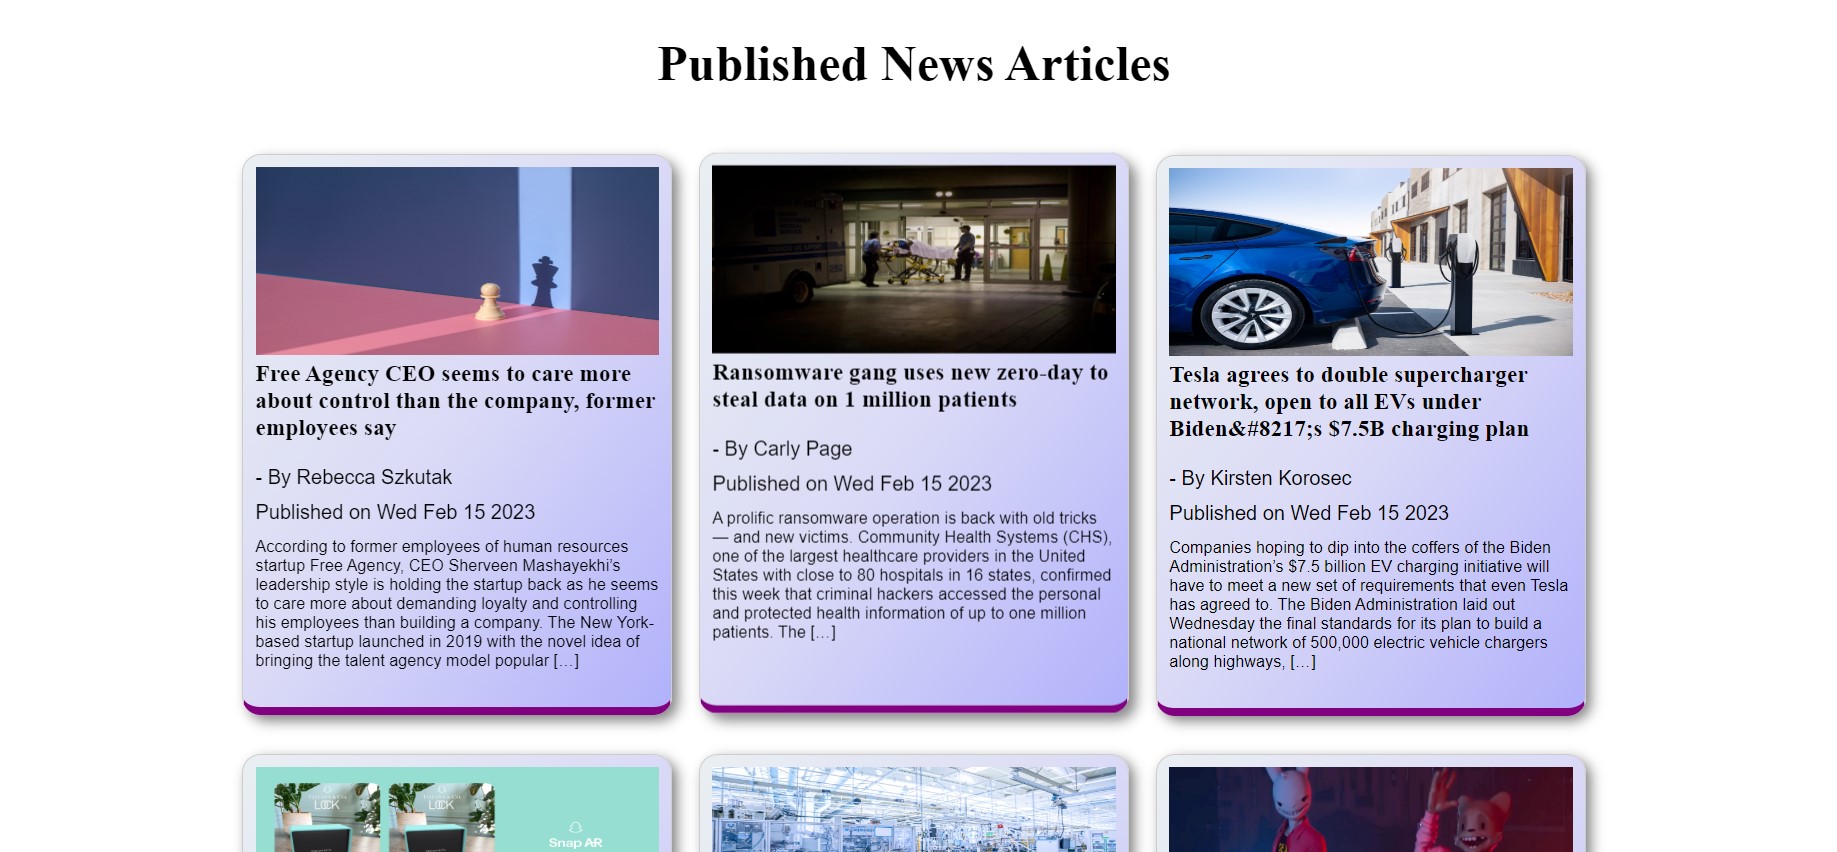 Published News Articles
Free Agency CEO seems to care more
about control than the company, former
employees say
- By Rebecca Szkutak
Published on Wed Feb 15 2023
According to former employees of human resources
startup Free Agency, CEO Sherveen Mashayekhi’s
leadership style is holding the startup back as he seems
to care more about demanding loyalty and controlling
his employees than building a company. The New York-
based startup launched in 2019 with the novel idea of
bringing the talent agency model popular […]
Ransomware gang uses new zero-day to
steal data on 1 million patients
- By Carly Page
Published on Wed Feb 15 2023
A prolific ransomware operation is back with old tricks
— and new victims. Community Health Systems (CHS),
one of the largest healthcare providers in the United
States with close to 80 hospitals in 16 states, confirmed
this week that criminal hackers accessed the personal
and protected health information of up to one million
patients. The […]
Tesla agrees to double supercharger
network, open to all EVs under
Biden&#8217;s $7.5B charging plan
- By Kirsten Korosec
Published on Wed Feb 15 2023
Companies hoping to dip into the coffers of the Biden
Administration’s $7.5 billion EV charging initiative will
have to meet a new set of requirements that even Tesla
has agreed to. The Biden Administration laid out
Wednesday the final standards for its plan to build a
national network of 500,000 electric vehicle chargers
along highways, […]
LOCK
LOCK
Snap AR